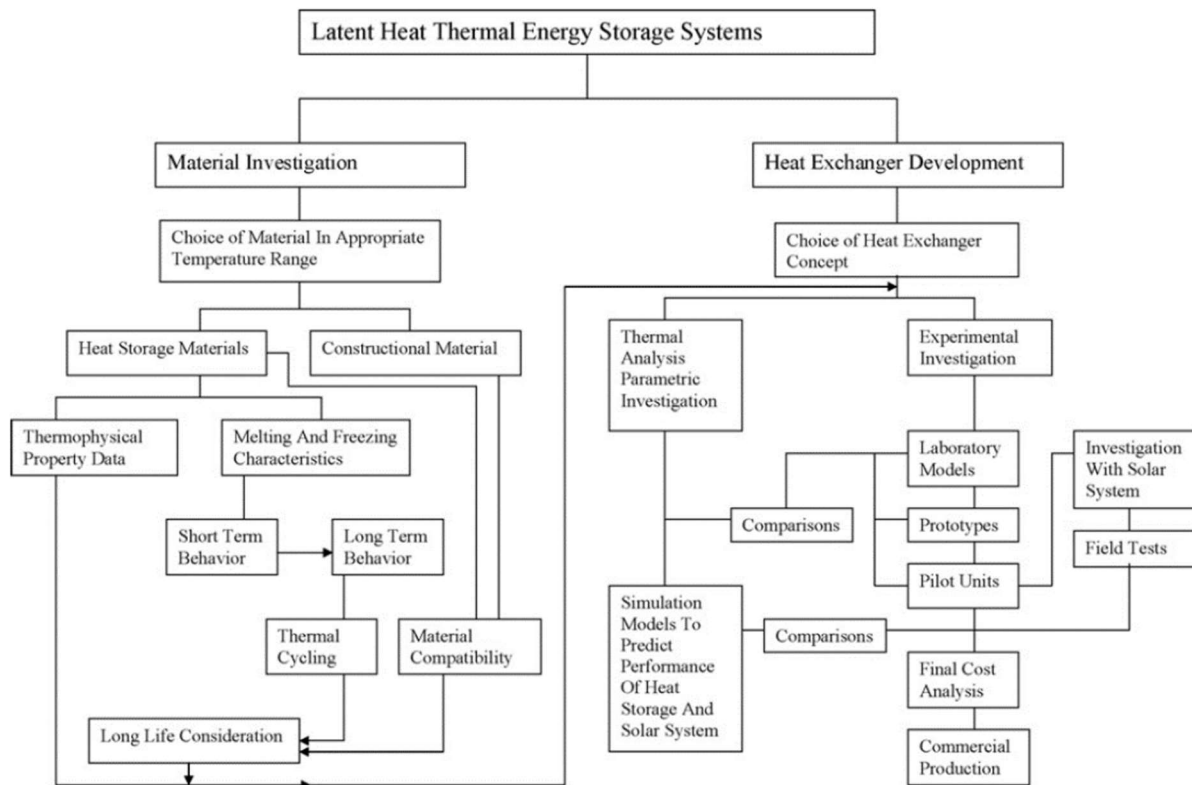 Latent Heat Thermal Energy Storage Systems
Material Investigation
Heat Exchanger Development
Choice of Material In Appropriate
Temperature Range
Choice of Heat Exchanger
Concept
Heat Storage Materials
Constructional Material
Thermal
Analysis
Parametric
Investigation
Experimental
Investigation
Thermophysical
Property Data
Melting And Freezing
Characteristics
Laboratory
Models
Investigation
With Solar
System
Short Term
Behavior
Long Term
Behavior
Comparisons
Prototypes
Field Tests
Pilot Units
Thermal
Cycling
Material
Compatibility
Simulation
Models To
Predict
Performance
Of Heat
Storage And
Solar System
Comparisons
Final Cost
Analysis
Long Life Consideration
Commercial
Production